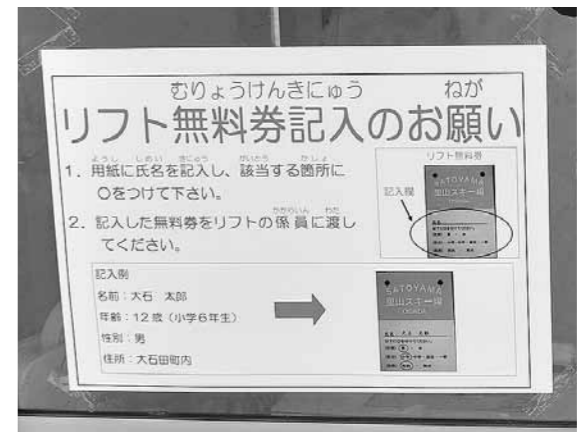 むりょうけんきにゅう ねが
リフト無料券記入のお願い
ようし しめい きにゅう がいとう かしょ
1. 用紙に氏名を記入し、該当する箇所に
○をつけて下さい。
かかりいん わた
2. 記入した無料券をリフトの係員に渡し
てください。
リフト無料券
記入欄
SATOYAMA
里山スキー場
記入例
名前：大石 太郎
年齢：12歳（小学6年生）
性別：男
住所：大石田町内
SATOYAMA
里山スキー場